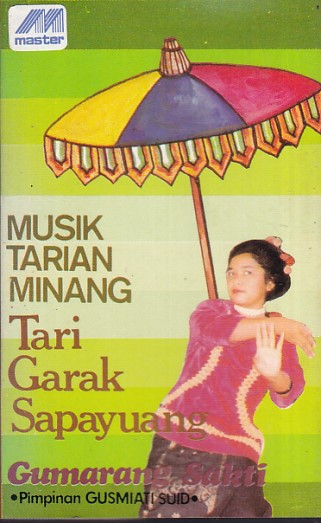 master
MUSIK
TARIAN
MINANG
Tari
Garak
Sapayuang
Gumarang Sakti
•Pimpinan GUSMIATI SUID•